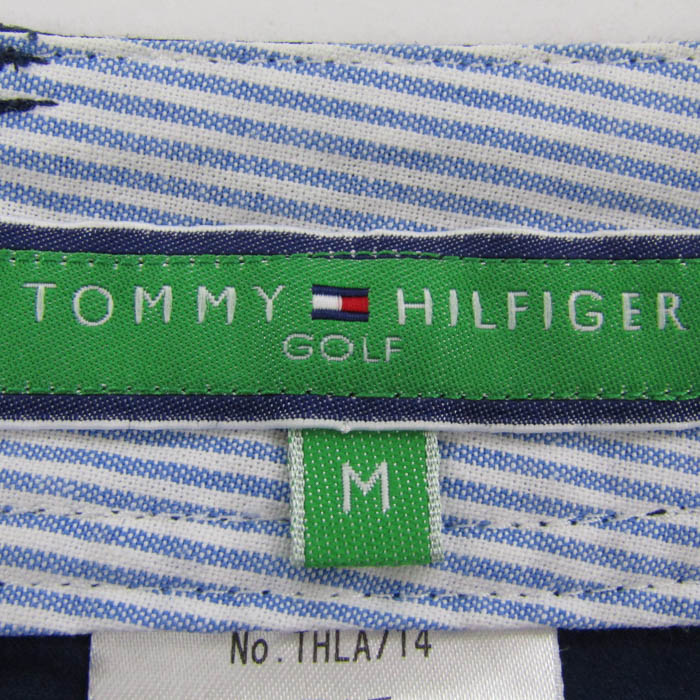 TOMMY HILFIGER
GOLF
M
No. THLA714